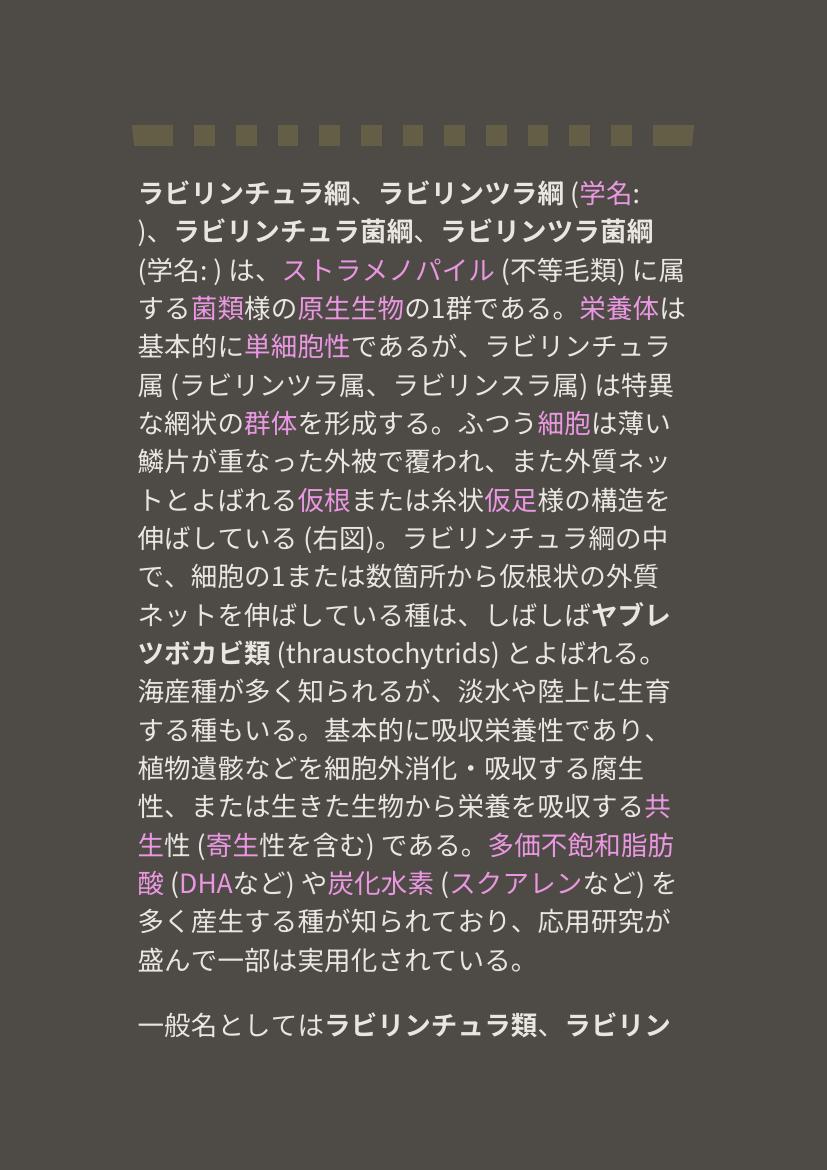 ラビリンチュラ綱、ラビリンツラ綱 (学名:
)、ラビリンチュラ菌綱、ラビリンツラ菌綱
(学名: ) は、ストラメノパイル (不等毛類) に属
する菌類様の原生生物の1群である。栄養体は
基本的に単細胞性であるが、ラビリンチュラ
属 (ラビリンツラ属、ラビリンスラ属) は特異
な網状の群体を形成する。ふつう細胞は薄い
鱗片が重なった外被で覆われ、また外質ネッ
トとよばれる仮根または糸状仮足様の構造を
伸ばしている (右図)。ラビリンチュラ綱の中
で、細胞の1または数箇所から仮根状の外質
ネットを伸ばしている種は、しばしばヤブレ
ツボカビ類 (thraustochytrids) とよばれる。
海産種が多く知られるが、淡水や陸上に生育
する種もいる。基本的に吸収栄養性であり、
植物遺骸などを細胞外消化・吸収する腐生
性、または生きた生物から栄養を吸収する共
生性 (寄生性を含む) である。多価不飽和脂肪
酸 (DHAなど) や炭化水素 (スクアレンなど) を
多く産生する種が知られており、応用研究が
盛んで一部は実用化されている。
一般名としてはラビリンチュラ類、ラビリン